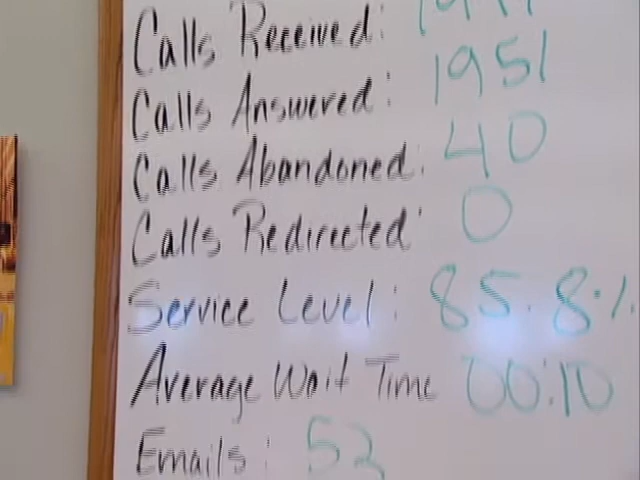 Calls Received:
Calls Answered: 1951
Calls Abandoned: 40
Calls Redirected: 0
Service Level: 85.8%
Average Wait Time 00:10
Emails: 53